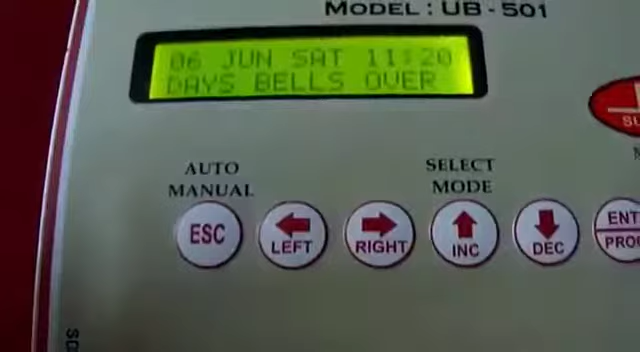 MODEL : UB - 501
06 JUN SAT 11:20
DAYS BELLS OVER
AUTO
MANUAL
SELECT
MODE
ESC
LEFT
RIGHT
INC
DEC